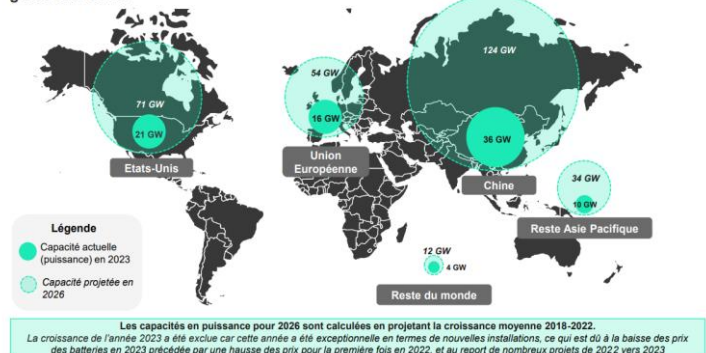 124 GW
54 GW
71 GW
16 GW
21 GW
36 GW
Union
Européenne
Etats-Unis
Chine
34 GW
Légende
10 GW
Capacité actuelle
(puissance) en 2023
Reste Asie Pacifique
12 GW
4 GW
Capacité projetée en
2026
Reste du monde
Les capacités en puissance pour 2026 sont calculées en projetant la croissance moyenne 2018-2022.
La croissance de l'année 2023 a été exclue car cette année a été exceptionnelle en termes de nouvelles installations, ce qui est dû à la baisse des prix
des batteries en 2023 précédée par une hausse des prix pour la première fois en 2022, et au report de nombreux projets de 2022 vers 2023